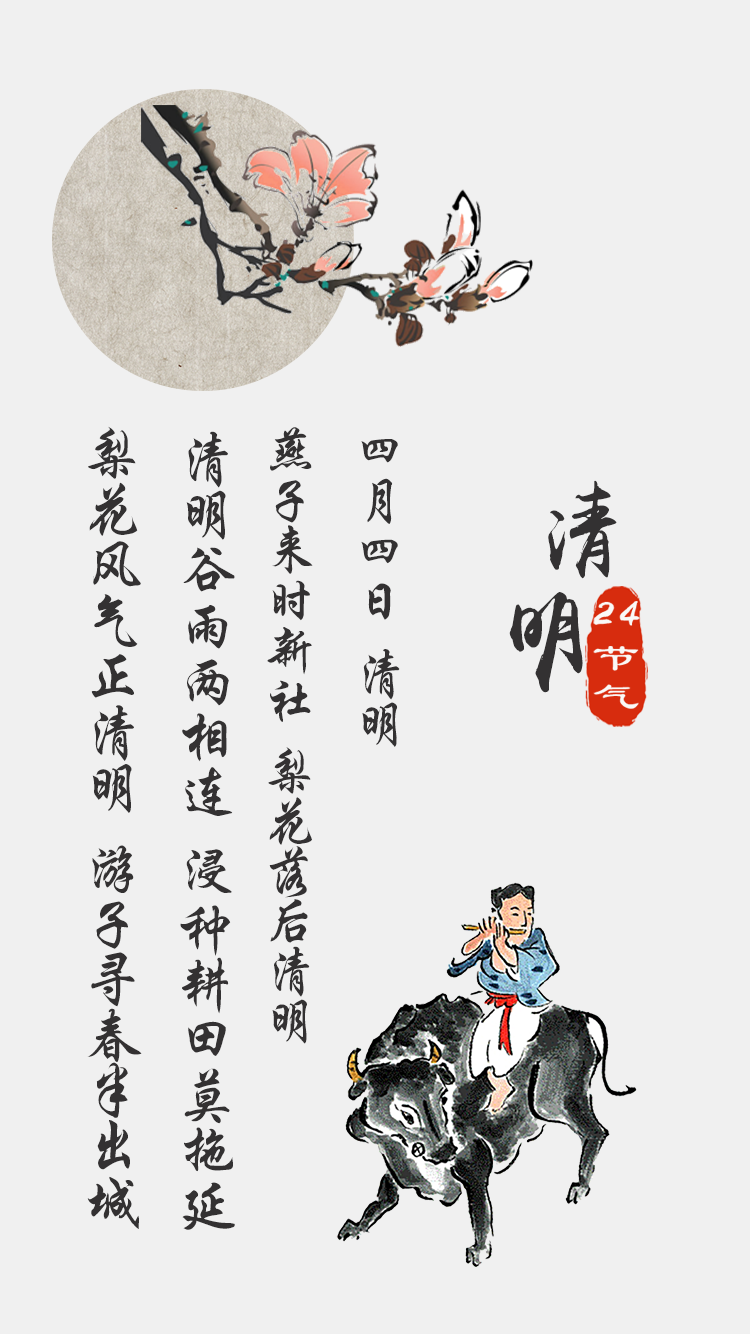 清明
24
节气
四月四日 清明
燕子来时新社 梨花落后清明
清明谷雨两相连 浸种耕田莫拖延
梨花风气正清明 游子寻春半出城